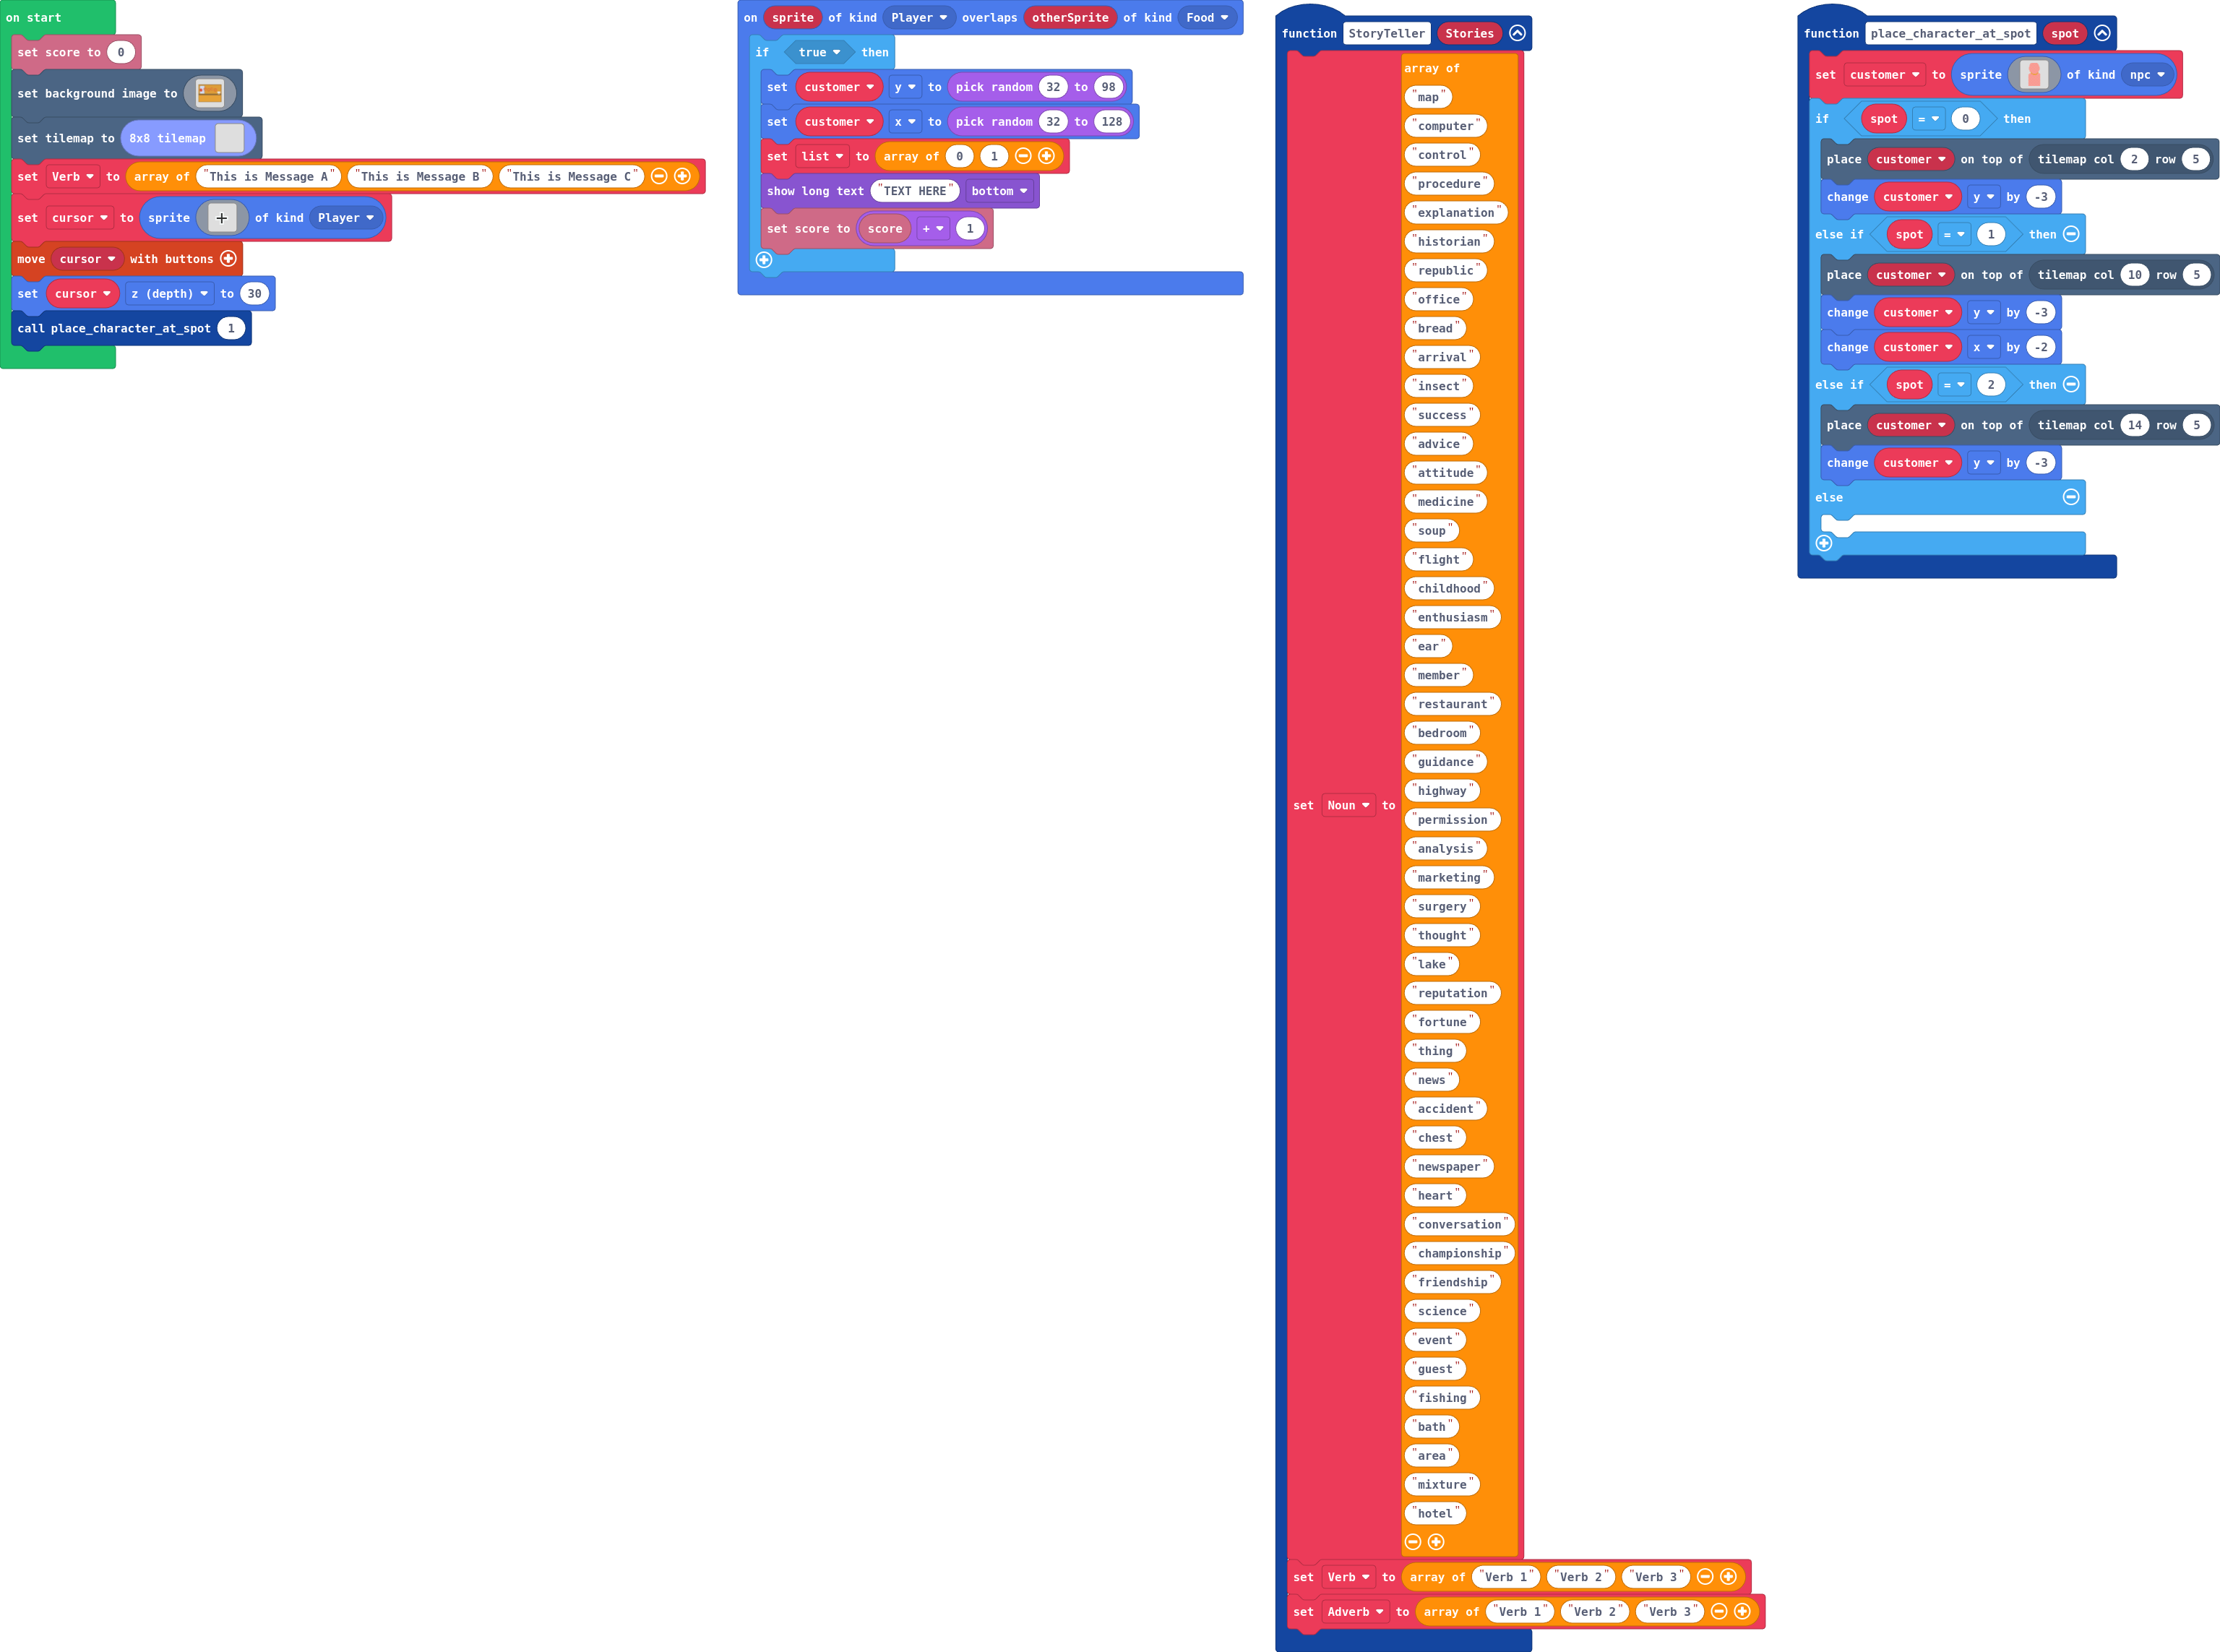 on start
set score to 0
set background image to
set tilemap to 8x8 tilemap
set Verb to array of "This is Message A" "This is Message B" "This is Message C"
set cursor to sprite of kind Player
move cursor with buttons
set cursor z (depth) to 30
call place_character_at_spot 1
on sprite of kind Player overlaps otherSprite of kind Food
if true then
set customer y to pick random 32 to 98
set customer x to pick random 32 to 128
set list to array of 0 1
show long text "TEXT HERE" bottom
set score to score + 1
function StoryTeller Stories
set Noun to
array of
"map"
"computer"
"control"
"procedure"
"explanation"
"historian"
"republic"
"office"
"bread"
"arrival"
"insect"
"success"
"advice"
"attitude"
"medicine"
"soup"
"flight"
"childhood"
"enthusiasm"
"ear"
"member"
"restaurant"
"bedroom"
"guidance"
"highway"
"permission"
"analysis"
"marketing"
"surgery"
"thought"
"lake"
"reputation"
"fortune"
"thing"
"news"
"accident"
"chest"
"newspaper"
"heart"
"conversation"
"championship"
"friendship"
"science"
"event"
"guest"
"fishing"
"bath"
"area"
"mixture"
"hotel"
set Verb to array of "Verb 1" "Verb 2" "Verb 3"
set Adverb to array of "Verb 1" "Verb 2" "Verb 3"
function place_character_at_spot spot
set customer to sprite of kind npc
if spot = 0 then
place customer on top of tilemap col 2 row 5
change customer y by -3
else if spot = 1 then
place customer on top of tilemap col 10 row 5
change customer y by -3
change customer x by -2
else if spot = 2 then
place customer on top of tilemap col 14 row 5
change customer y by -3
else